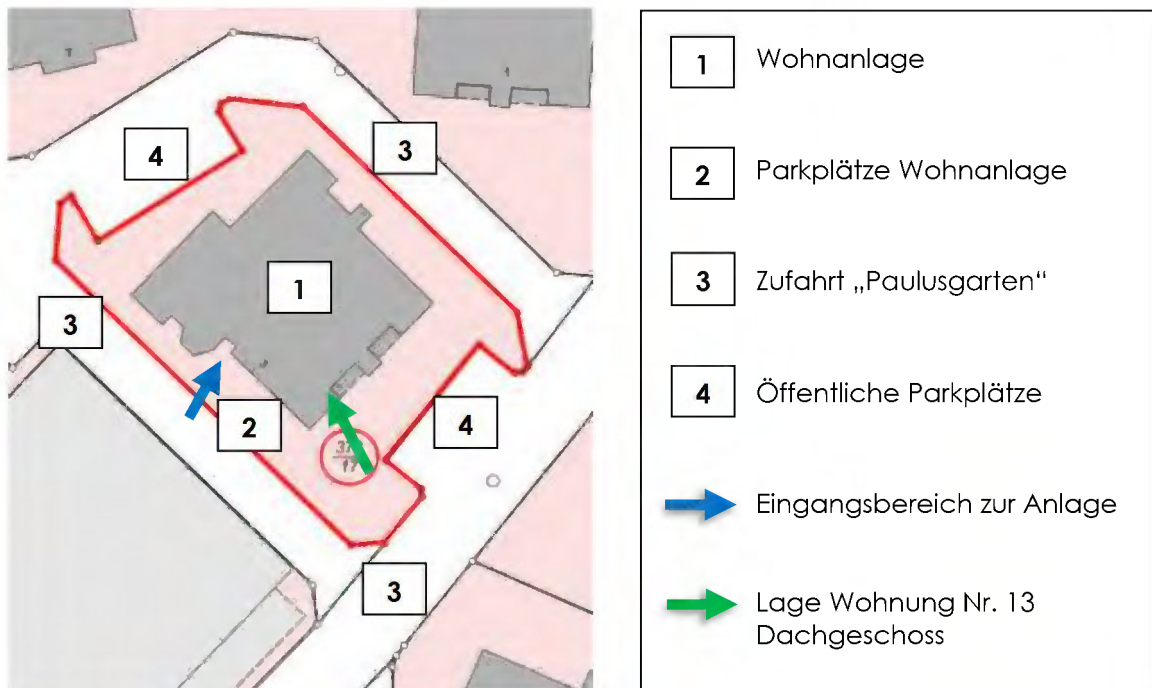 1
4
3
1
3
2
4
3
1 Wohnanlage
2 Parkplätze Wohnanlage
3 Zufahrt „Paulusgarten“
4 Öffentliche Parkplätze
Eingangsbereich zur Anlage
Lage Wohnung Nr. 13
Dachgeschoss